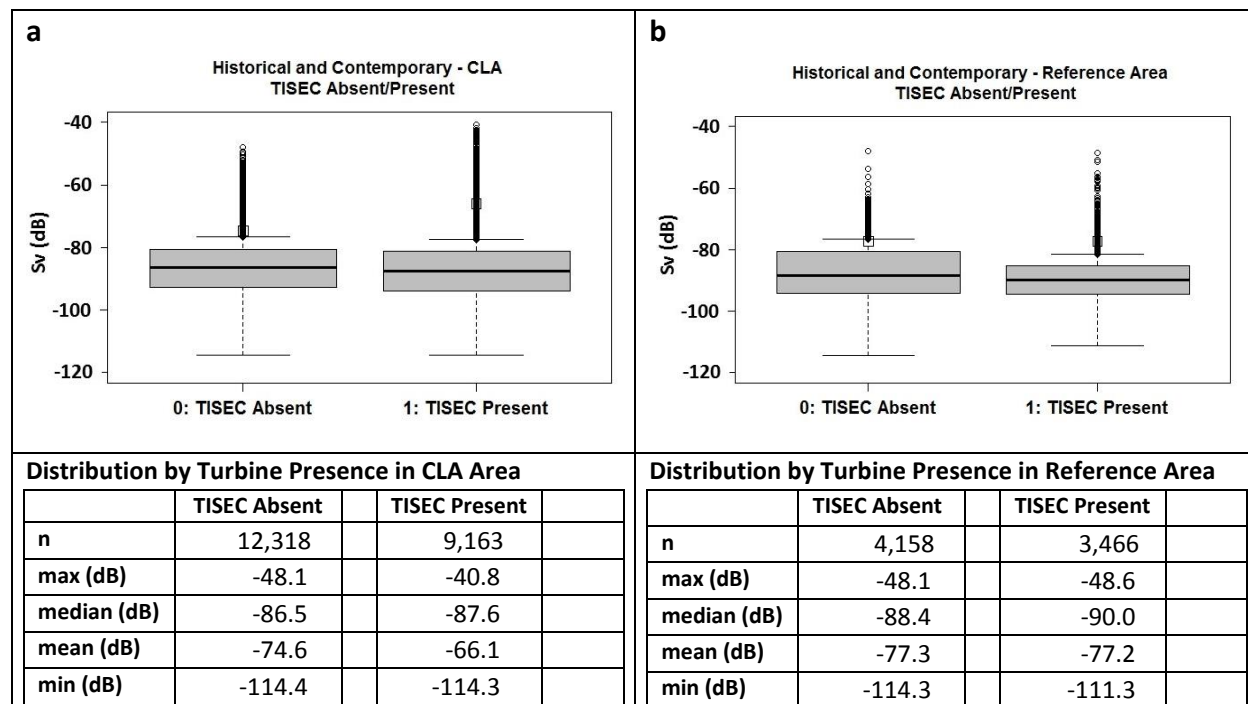 a
Historical and Contemporary - CLA
TISEC Absent/Present
Sv (dB)
-40
-60
-80
-100
-120
0: TISEC Absent 1: TISEC Present
b
Historical and Contemporary - Reference Area
TISEC Absent/Present
Sv (dB)
-40
-60
-80
-100
-120
0: TISEC Absent 1: TISEC Present
Distribution by Turbine Presence in CLA Area
TISEC Absent TISEC Present
n 12,318 9,163
max (dB) -48.1 -40.8
median (dB) -86.5 -87.6
mean (dB) -74.6 -66.1
min (dB) -114.4 -114.3
Distribution by Turbine Presence in Reference Area
TISEC Absent TISEC Present
n 4,158 3,466
max (dB) -48.1 -48.6
median (dB) -88.4 -90.0
mean (dB) -77.3 -77.2
min (dB) -114.3 -111.3